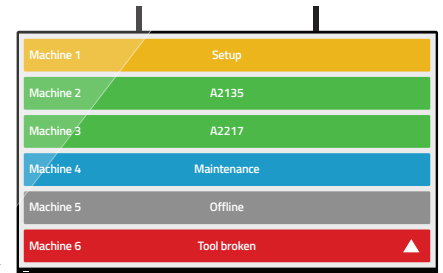 Machine 1 Setup
Machine 2 A2135
Machine 3 A2217
Machine 4 Maintenance
Machine 5 Offline
Machine 6 Tool broken